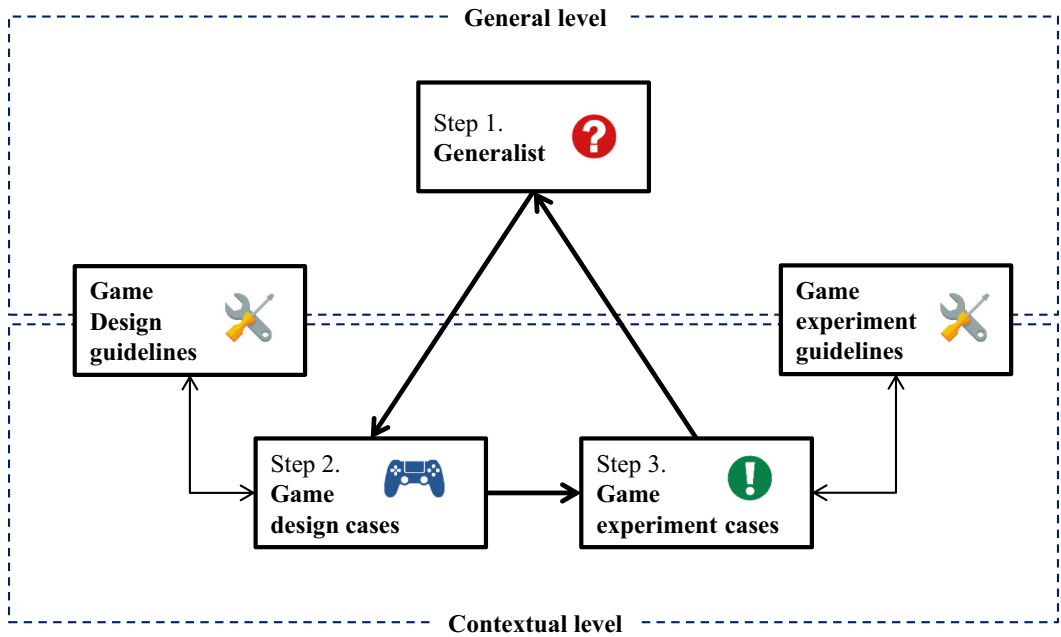 General level
Step 1.
Generalist
Game
Design
guidelines
Game
experiment
guidelines
Step 2.
Game
design cases
Step 3.
Game
experiment cases
Contextual level